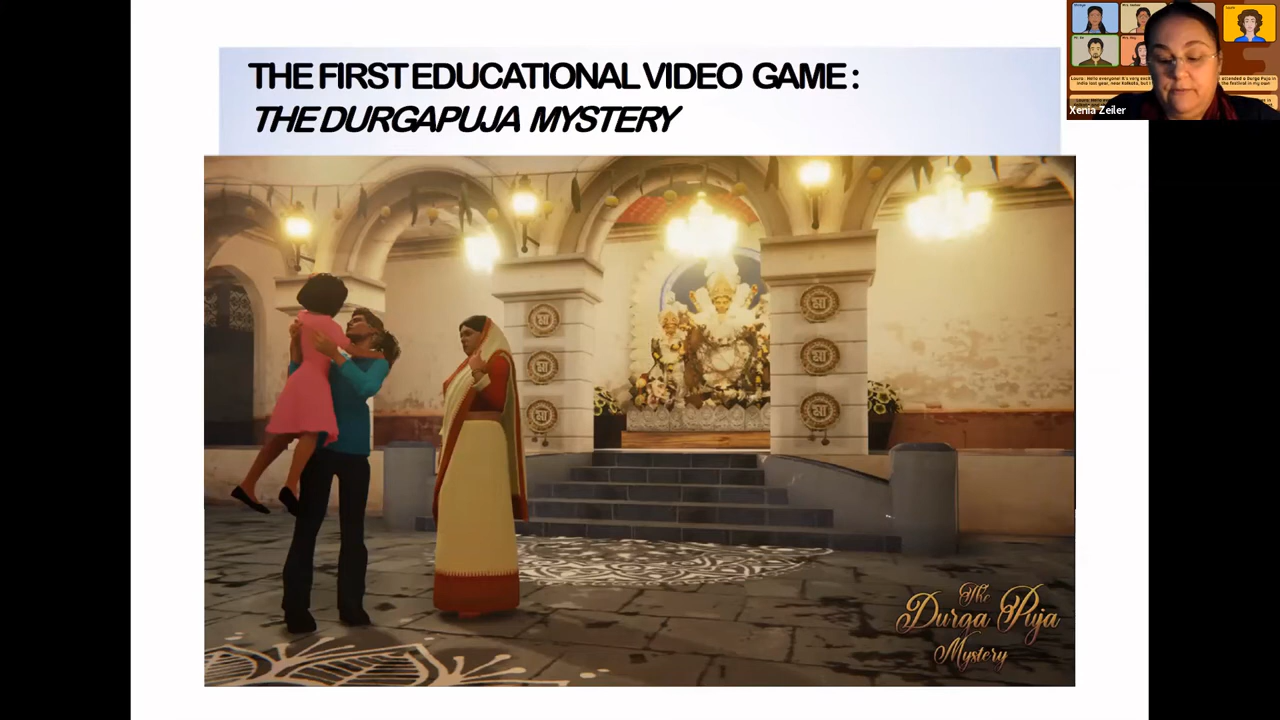 THE FIRST EDUCATIONAL VIDEO GAME:
THE DURGAPUJA MYSTERY
Xenia Zeiler
মা
মা
মা
মা
মা
মা
The
Durga Puja
Mystery